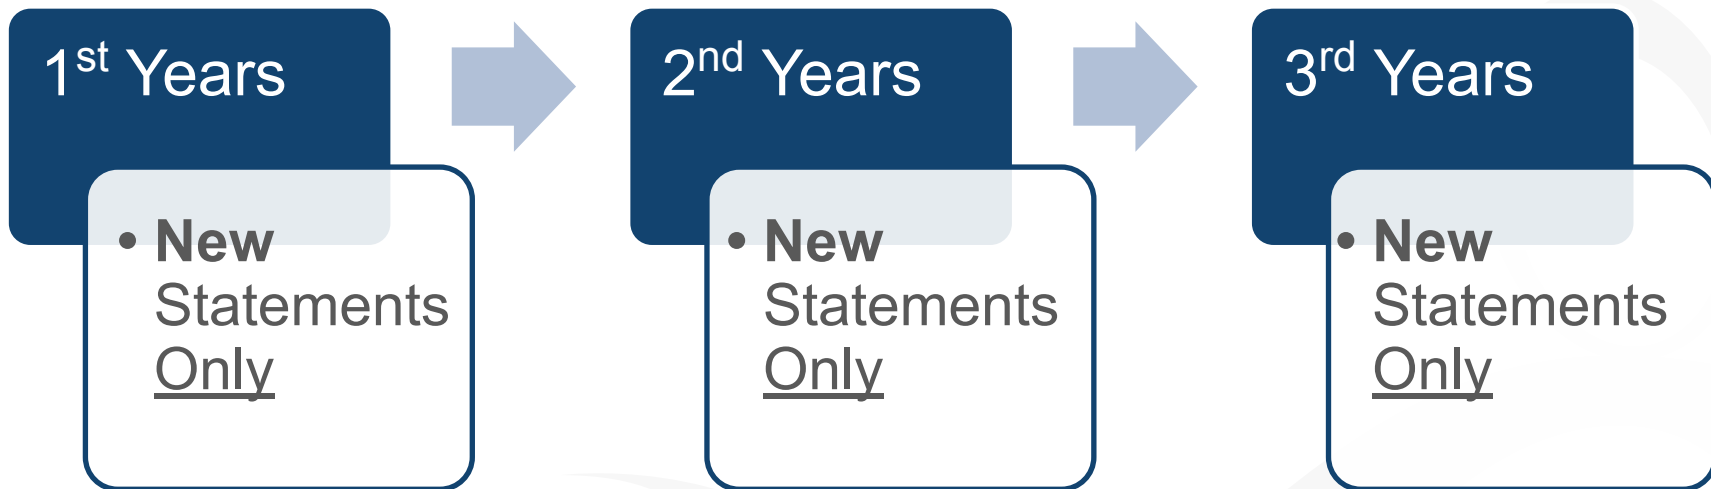 1st Years
• New
Statements
Only
2nd Years
• New
Statements
Only
3rd Years
• New
Statements
Only